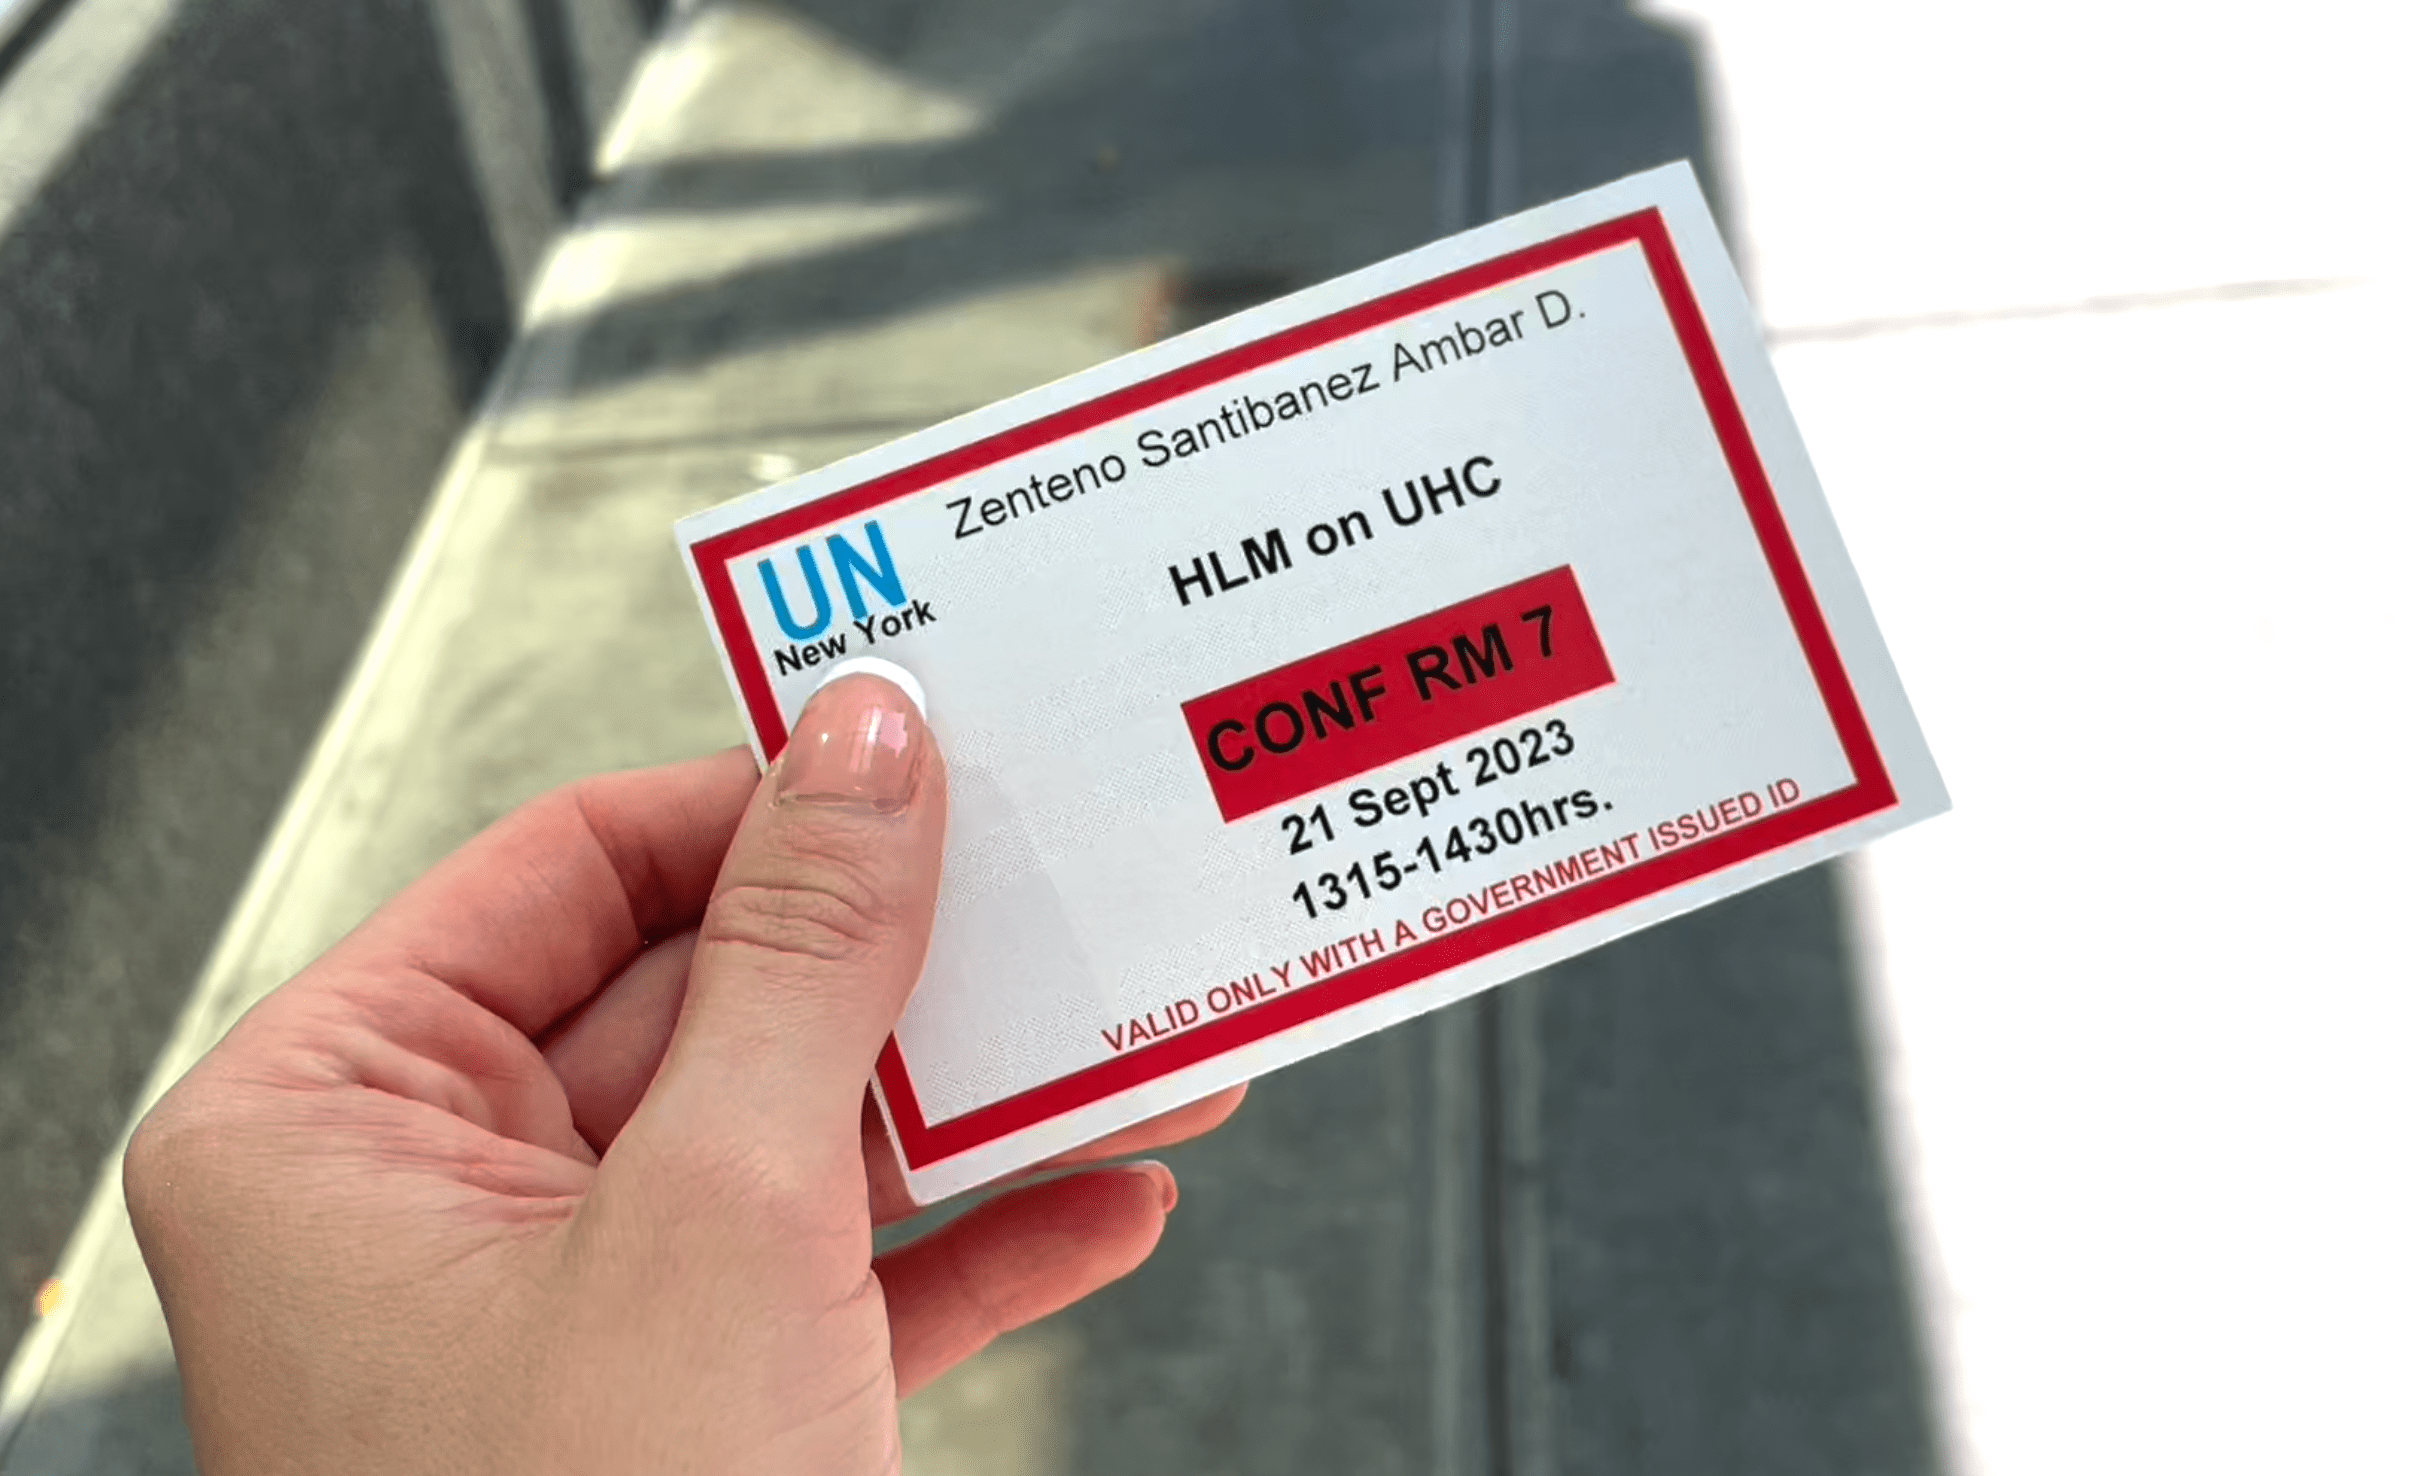 Zenteno Santibanez Ambar D.
UN
New York
HLM on UHC
CONF RM 7
21 Sept 2023
1315-1430hrs.
VALID ONLY WITH A GOVERNMENT ISSUED ID